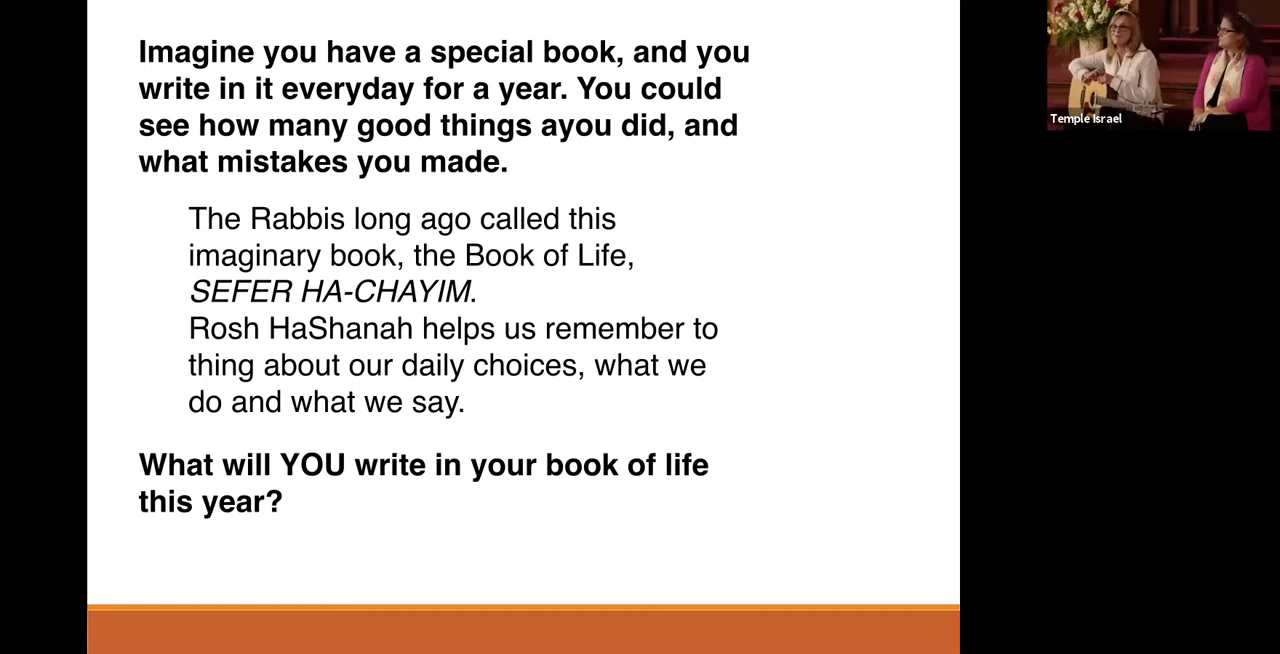 Imagine you have a special book, and you
write in it everyday for a year. You could
see how many good things ayou did, and
what mistakes you made.
The Rabbis long ago called this
imaginary book, the Book of Life,
SEFER HA-CHAYIM.
Rosh HaShanah helps us remember to
thing about our daily choices, what we
do and what we say.
What will YOU write in your book of life
this year?
Temple Israel